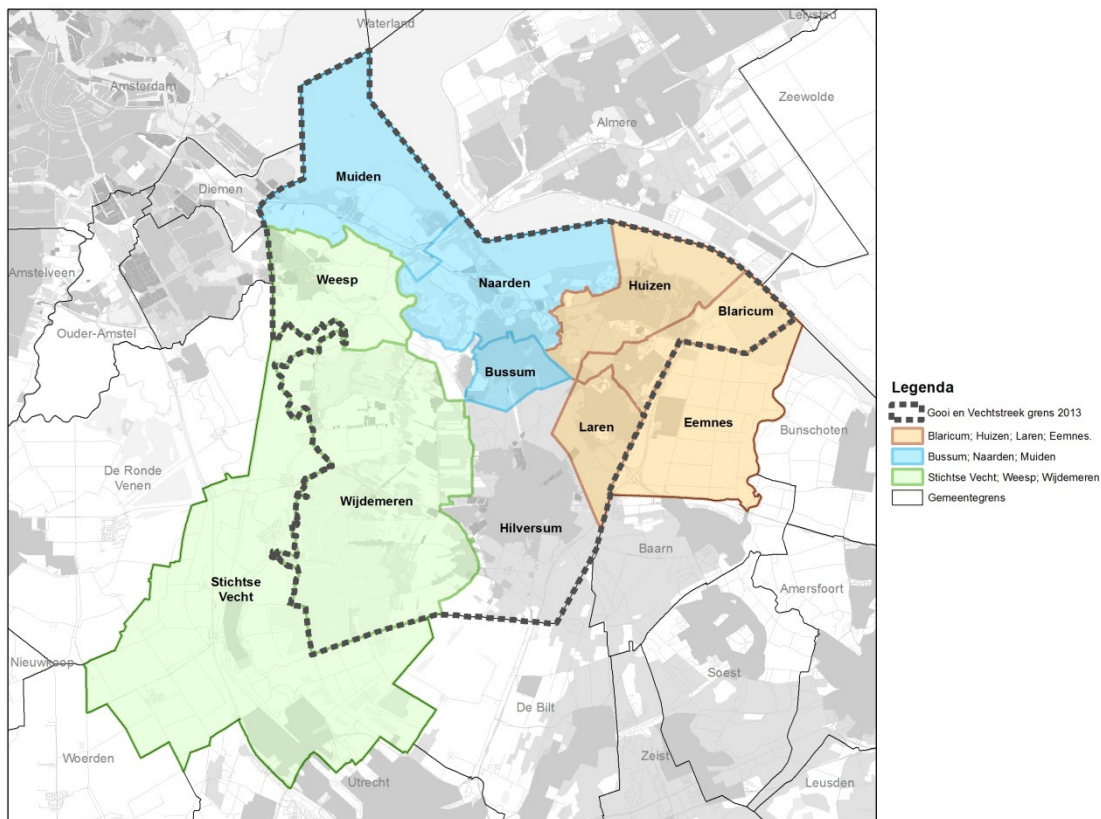 Waterland
Lelystad
Amsterdam
Zeewolde
Almere
Muiden
Diemen
Amstelveen
Weesp
Naarden
Huizen
Blaricum
Ouder-Amstel
Bussum
Laren
Eemnes
Bunschoten
De Ronde
Venen
Wijdemeren
Hilversum
Baarn
Stichtse
Vecht
Amersfoort
Nieuwkoop
Soest
De Bilt
Woerden
Zeist
Utrecht
Leusden
Legenda
Gooi en Vechtstreek grens 2013
Blaricum; Huizen; Laren; Eemnes.
Bussum; Naarden; Muiden
Stichtse Vecht; Weesp; Wijdemeren
Gemeentegrens